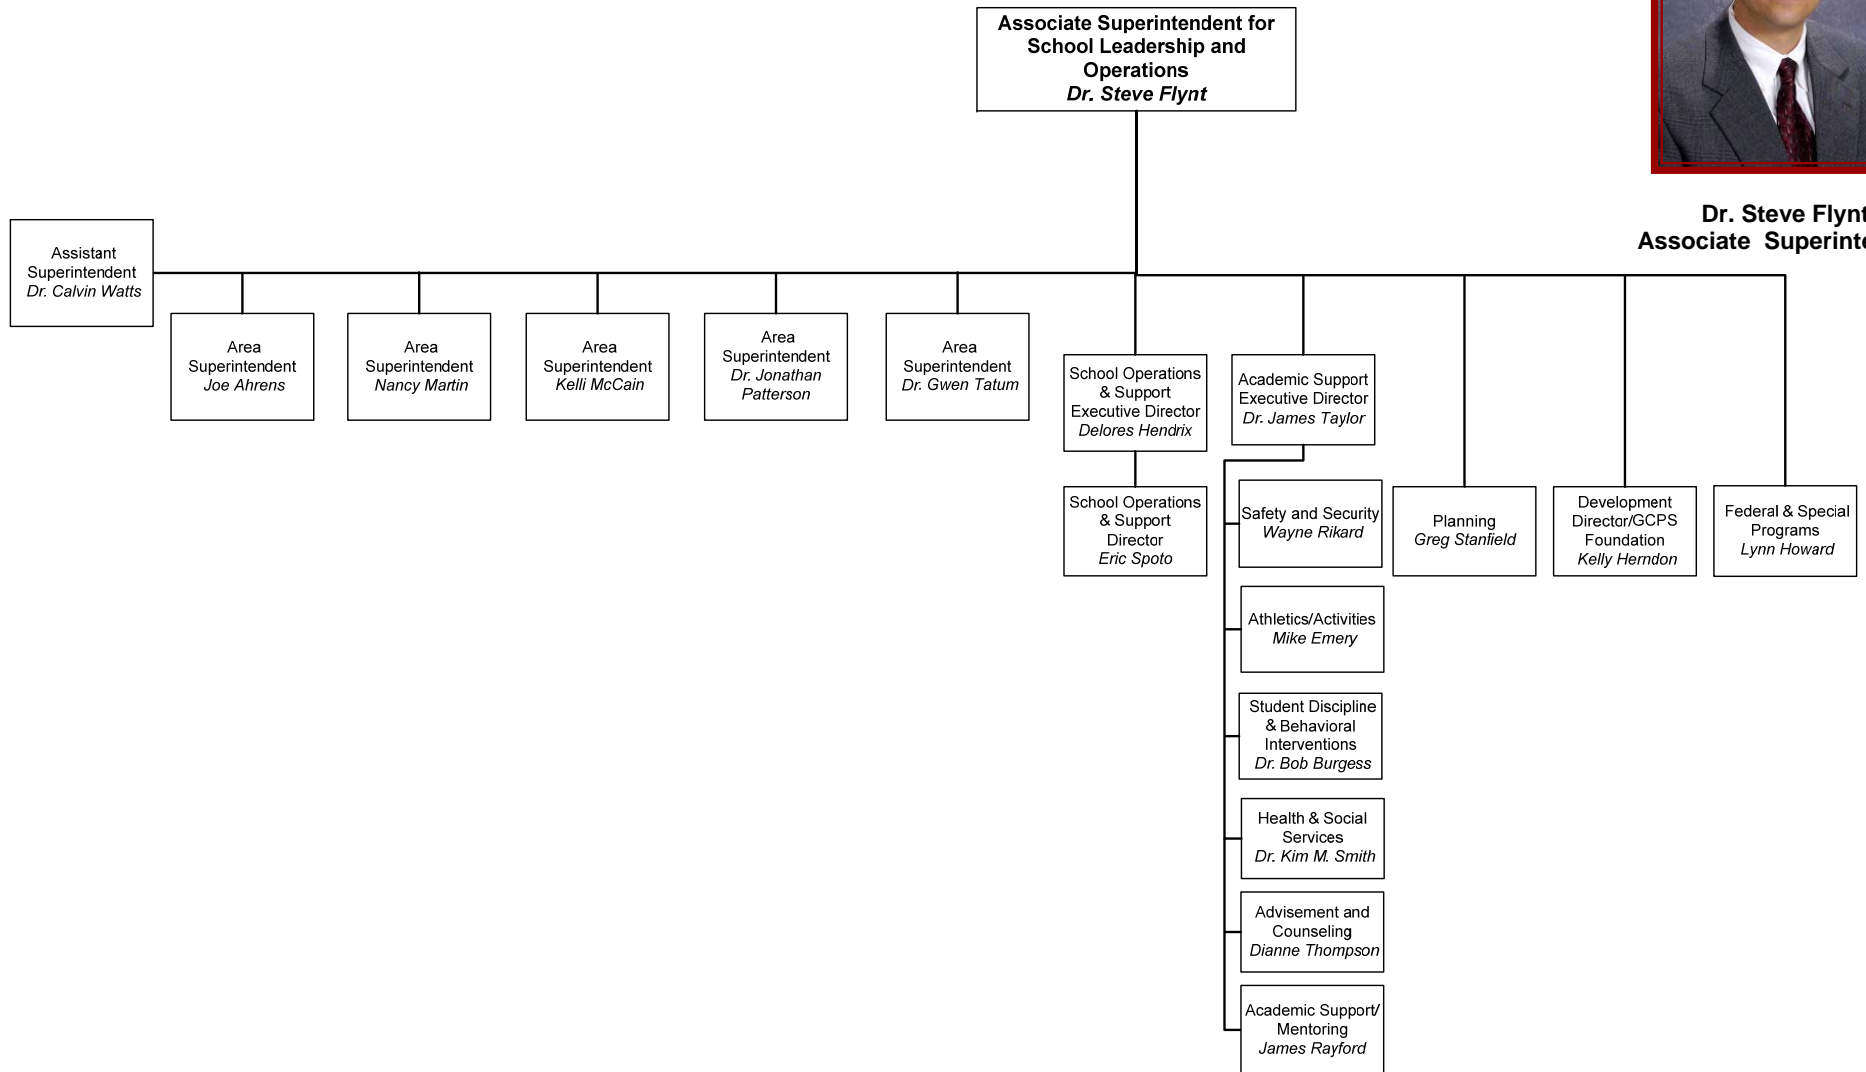 Associate Superintendent for
School Leadership and
Operations
Dr. Steve Flynt
Dr. Steve Flynt
Associate Superinte
Assistant
Superintendent
Dr. Calvin Watts
Area
Superintendent
Joe Ahrens
Area
Superintendent
Nancy Martin
Area
Superintendent
Kelli McCain
Area
Superintendent
Dr. Jonathan
Patterson
Area
Superintendent
Dr. Gwen Tatum
School Operations
& Support
Executive Director
Delores Hendrix
Academic Support
Executive Director
Dr. James Taylor
School Operations
& Support
Director
Eric Spoto
Safety and Security
Wayne Rikard
Planning
Greg Stanfield
Development
Director/GCPS
Foundation
Kelly Herndon
Federal & Special
Programs
Lynn Howard
Athletics/Activities
Mike Emery
Student Discipline
& Behavioral
Interventions
Dr. Bob Burgess
Health & Social
Services
Dr. Kim M. Smith
Advisement and
Counseling
Dianne Thompson
Academic Support/
Mentoring
James Rayford